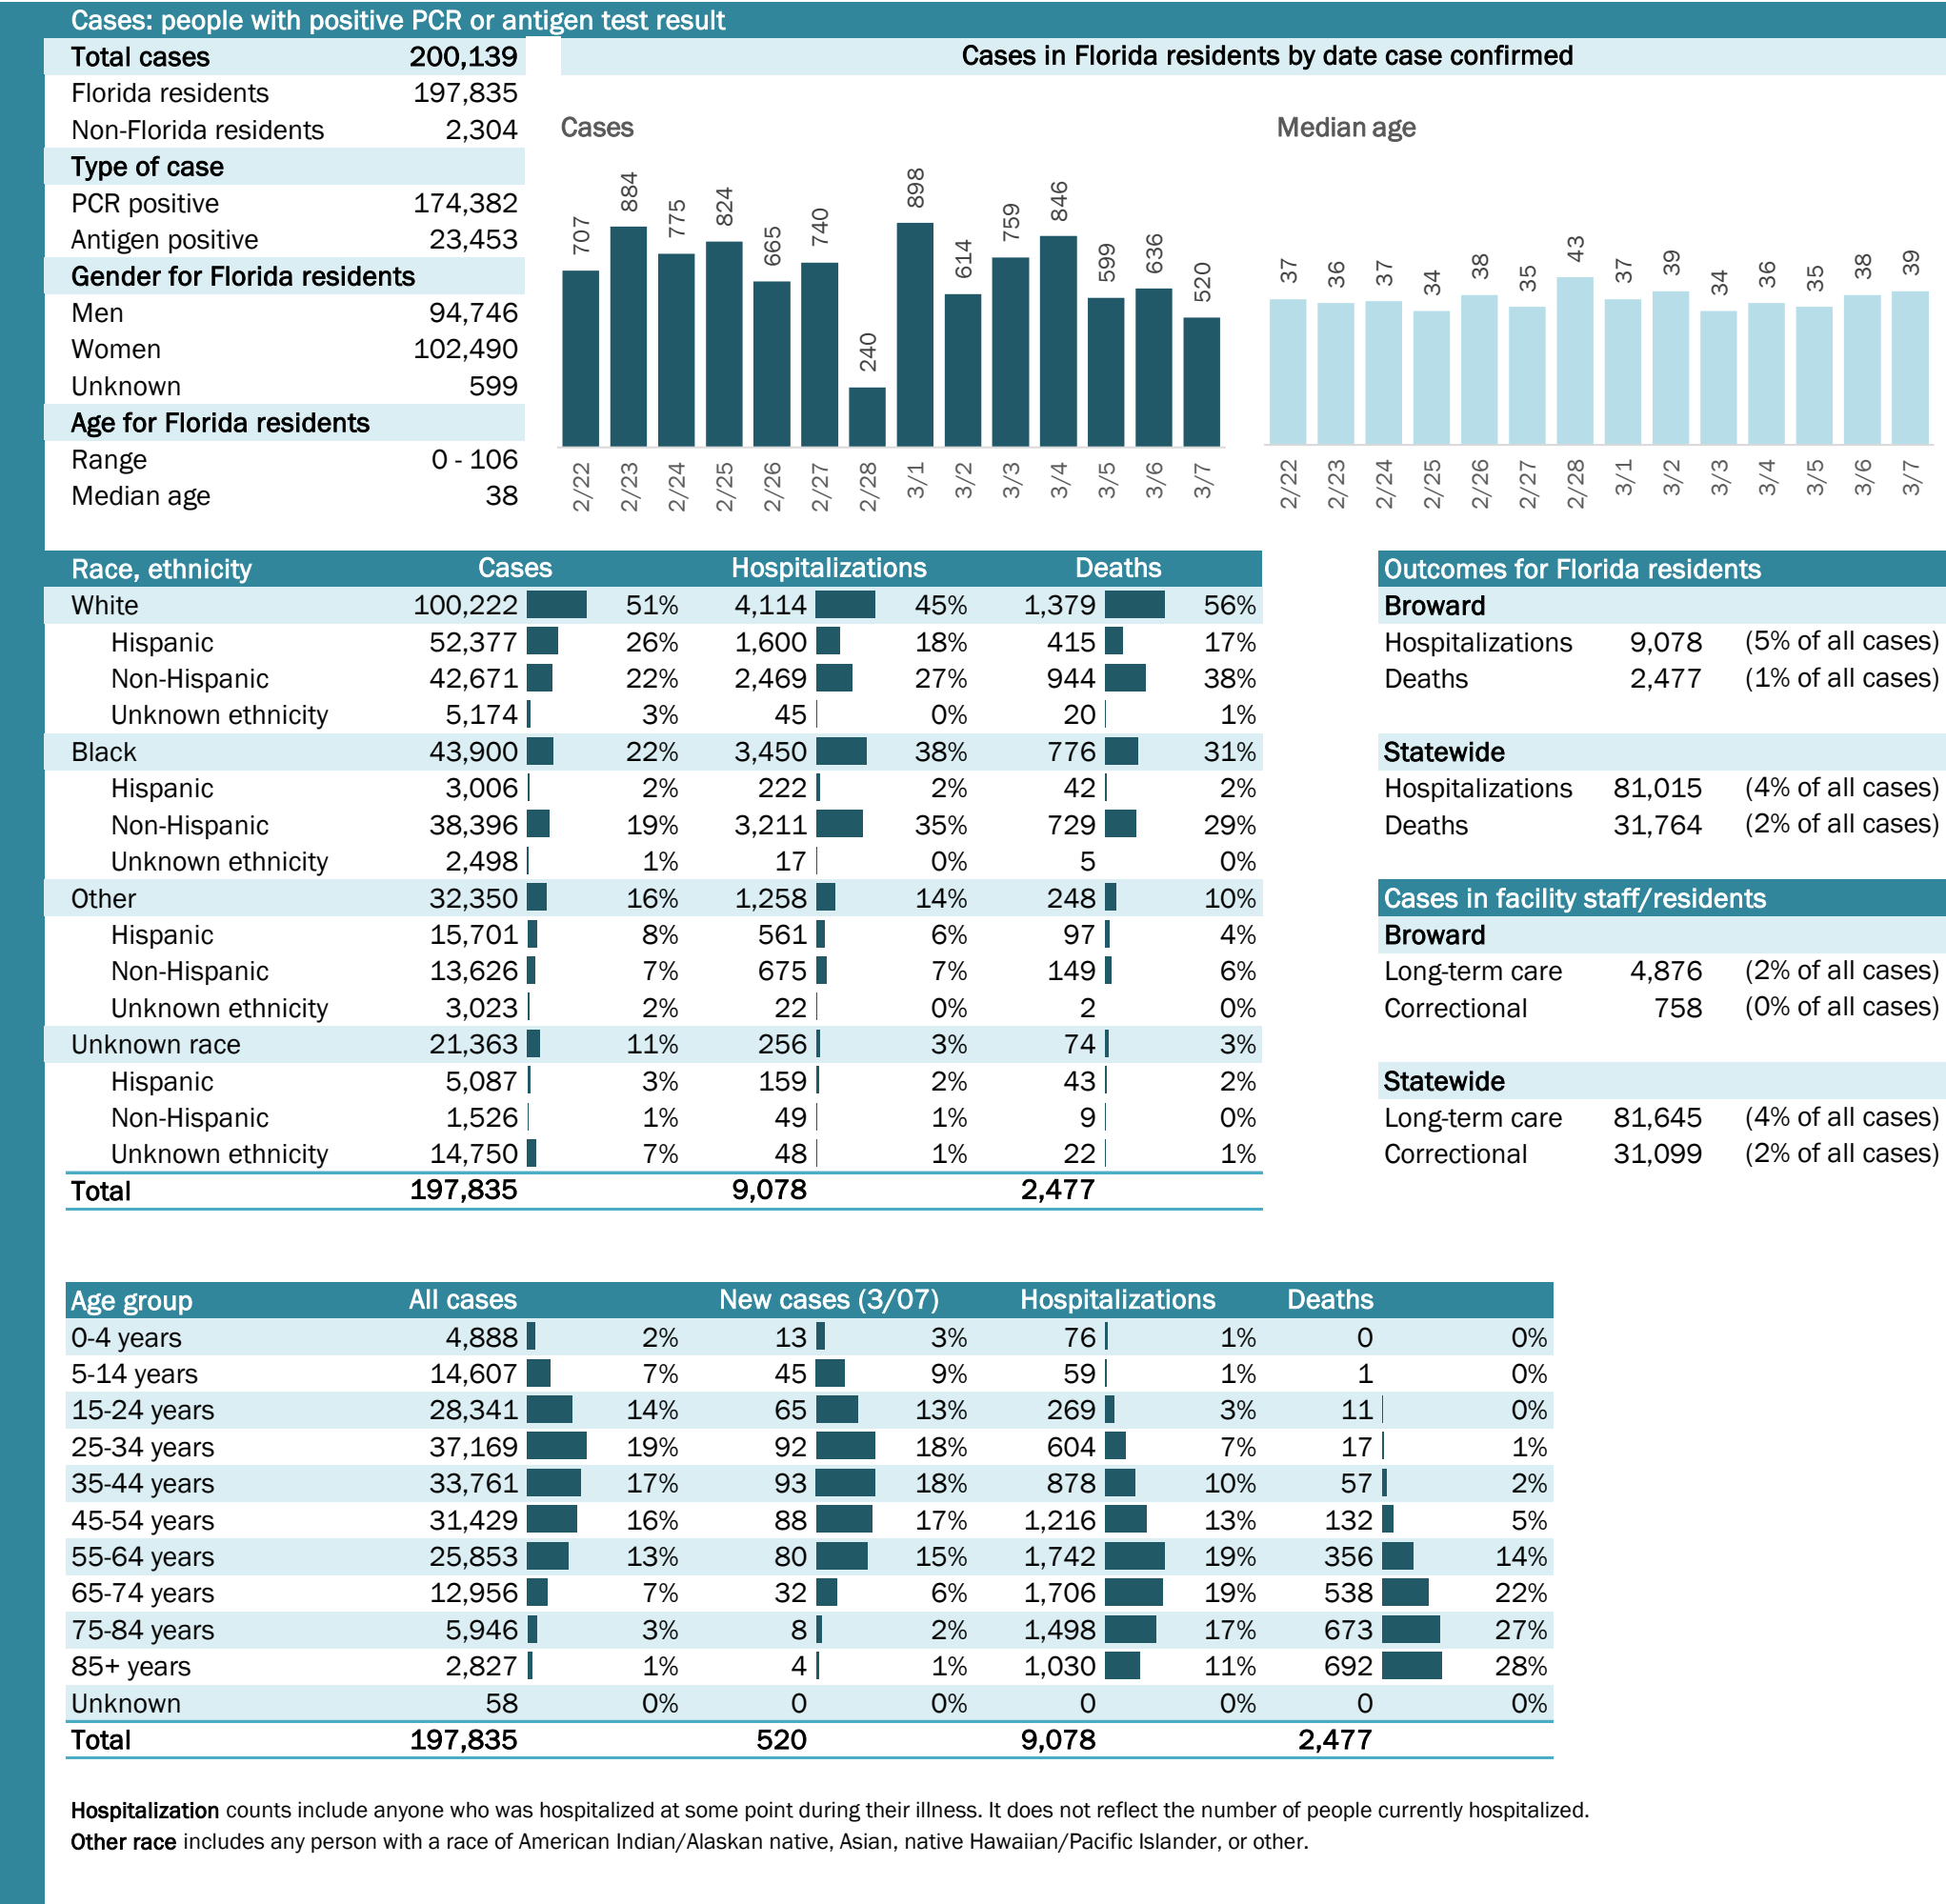 Cases: people with positive PCR or antigen test result
Total cases 200,139
Florida residents 197,835
Non-Florida residents 2,304
Type of case
PCR positive 174,382
Antigen positive 23,453
Gender for Florida residents
Men 94,746
Women 102,490
Unknown 599
Age for Florida residents
Range 0 - 106
Median age 38
Cases in Florida residents by date case confirmed
Cases
707 884 775 824 665 740 240 898 614 759 846 599 636 520
2/22 2/23 2/24 2/25 2/26 2/27 2/28 3/1 3/2 3/3 3/4 3/5 3/6 3/7
Median age
37 36 37 34 38 35 43 37 39 34 36 35 38 39
2/22 2/23 2/24 2/25 2/26 2/27 2/28 3/1 3/2 3/3 3/4 3/5 3/6 3/7
Race, ethnicity Cases Hospitalizations Deaths
White 100,222 51% 4,114 45% 1,379 56%
Hispanic 52,377 26% 1,600 18% 415 17%
Non-Hispanic 42,671 22% 2,469 27% 944 38%
Unknown ethnicity 5,174 3% 45 0% 20 1%
Black 43,900 22% 3,450 38% 776 31%
Hispanic 3,006 2% 222 2% 42 2%
Non-Hispanic 38,396 19% 3,211 35% 729 29%
Unknown ethnicity 2,498 1% 17 0% 5 0%
Other 32,350 16% 1,258 14% 248 10%
Hispanic 15,701 8% 561 6% 97 4%
Non-Hispanic 13,626 7% 675 7% 149 6%
Unknown ethnicity 3,023 2% 22 0% 2 0%
Unknown race 21,363 11% 256 3% 74 3%
Hispanic 5,087 3% 159 2% 43 2%
Non-Hispanic 1,526 1% 49 1% 9 0%
Unknown ethnicity 14,750 7% 48 1% 22 1%
Total 197,835 9,078 2,477
Outcomes for Florida residents
Broward
Hospitalizations 9,078 (5% of all cases)
Deaths 2,477 (1% of all cases)
Statewide
Hospitalizations 81,015 (4% of all cases)
Deaths 31,764 (2% of all cases)
Cases in facility staff/residents
Broward
Long-term care 4,876 (2% of all cases)
Correctional 758 (0% of all cases)
Statewide
Long-term care 81,645 (4% of all cases)
Correctional 31,099 (2% of all cases)
Age group All cases New cases (3/07) Hospitalizations Deaths
0-4 years 4,888 2% 13 3% 76 1% 0 0%
5-14 years 14,607 7% 45 9% 59 1% 1 0%
15-24 years 28,341 14% 65 13% 269 3% 11 0%
25-34 years 37,169 19% 92 18% 604 7% 17 1%
35-44 years 33,761 17% 93 18% 878 10% 57 2%
45-54 years 31,429 16% 88 17% 1,216 13% 132 5%
55-64 years 25,853 13% 80 15% 1,742 19% 356 14%
65-74 years 12,956 7% 32 6% 1,706 19% 538 22%
75-84 years 5,946 3% 8 2% 1,498 17% 673 27%
85+ years 2,827 1% 4 1% 1,030 11% 692 28%
Unknown 58 0% 0 0% 0 0% 0 0%
Total 197,835 520 9,078 2,477
Hospitalization counts include anyone who was hospitalized at some point during their illness. It does not reflect the number of people currently hospitalized.
Other race includes any person with a race of American Indian/Alaskan native, Asian, native Hawaiian/Pacific Islander, or other.